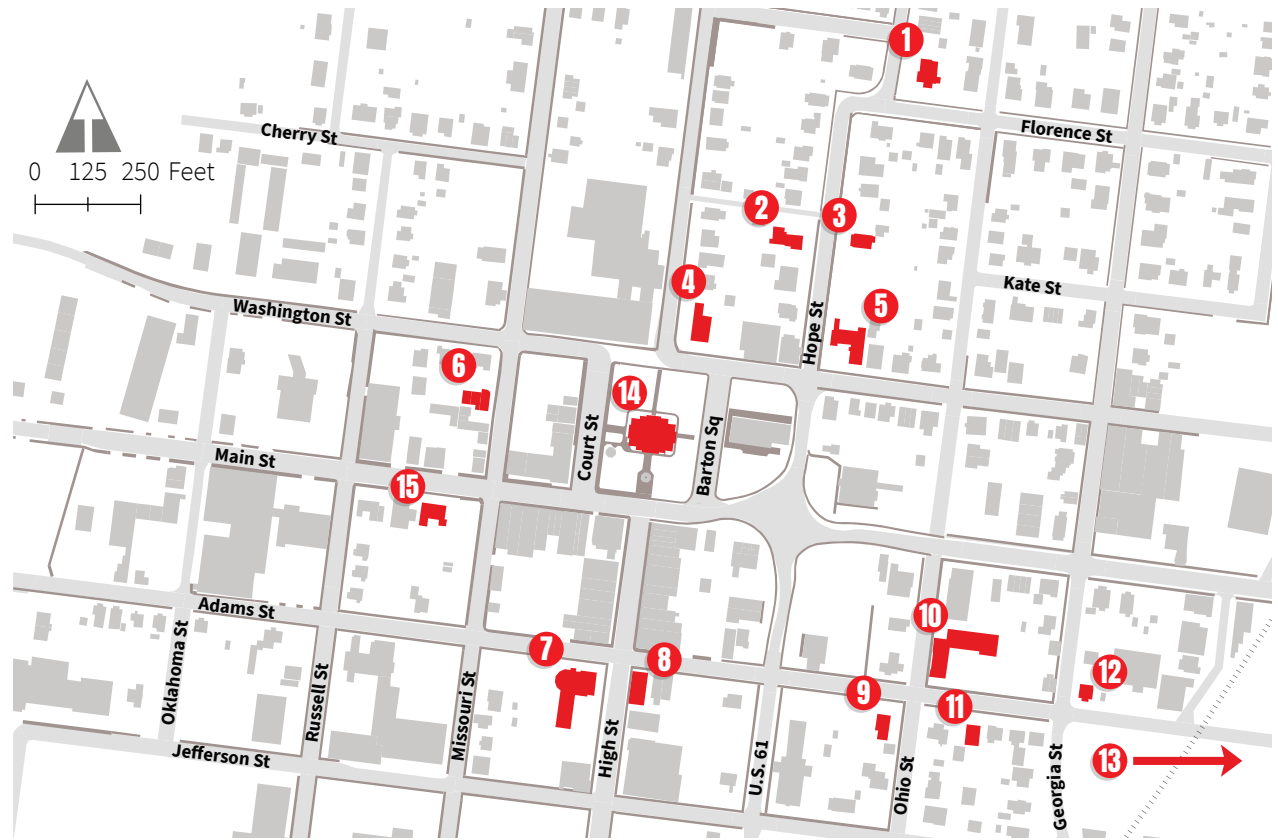 1
Cherry St
Florence St
0 125 250 Feet
2
3
4
Kate St
5
Washington St
Hope St
6
14
Court St
Barton Sq
Main St
15
Adams St
10
7
8
Oklahoma St
Russell St
Missouri St
High St
U.S. 61
9
11
12
Ohio St
Georgia St
Jefferson St
13